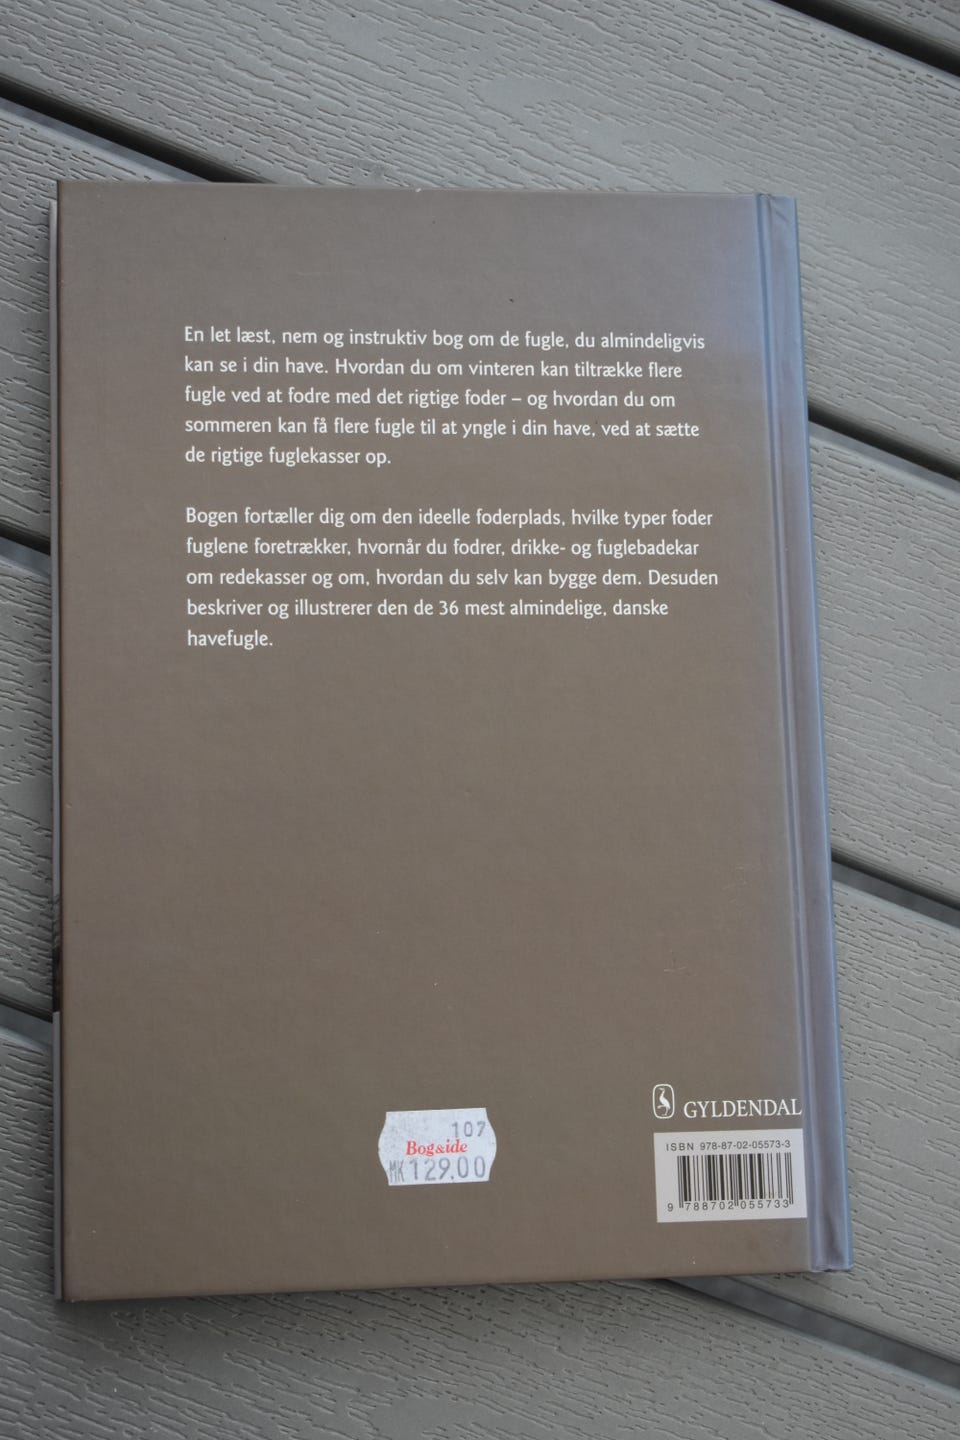 En let læst, nem og instruktiv bog om de fugle, du almindeligvis
kan se i din have. Hvordan du om vinteren kan tiltrække flere
fugle ved at fodre med det rigtige foder – og hvordan du om
sommeren kan få flere fugle til at yngle i din have, ved at sætte
de rigtige fuglekasser op.
Bogen fortæller dig om den ideelle foderplads, hvilke typer foder
fuglene foretrækker, hvornår du fodrer, drikke- og fuglebadekar
om redekasser og om, hvordan du selv kan bygge dem. Desuden
beskriver og illustrerer den de 36 mest almindelige, danske
havefugle.
107
Bog&ide
MK129.00
GYLDENDAL
ISBN 978-87-02-05573-3
9 788702 055733